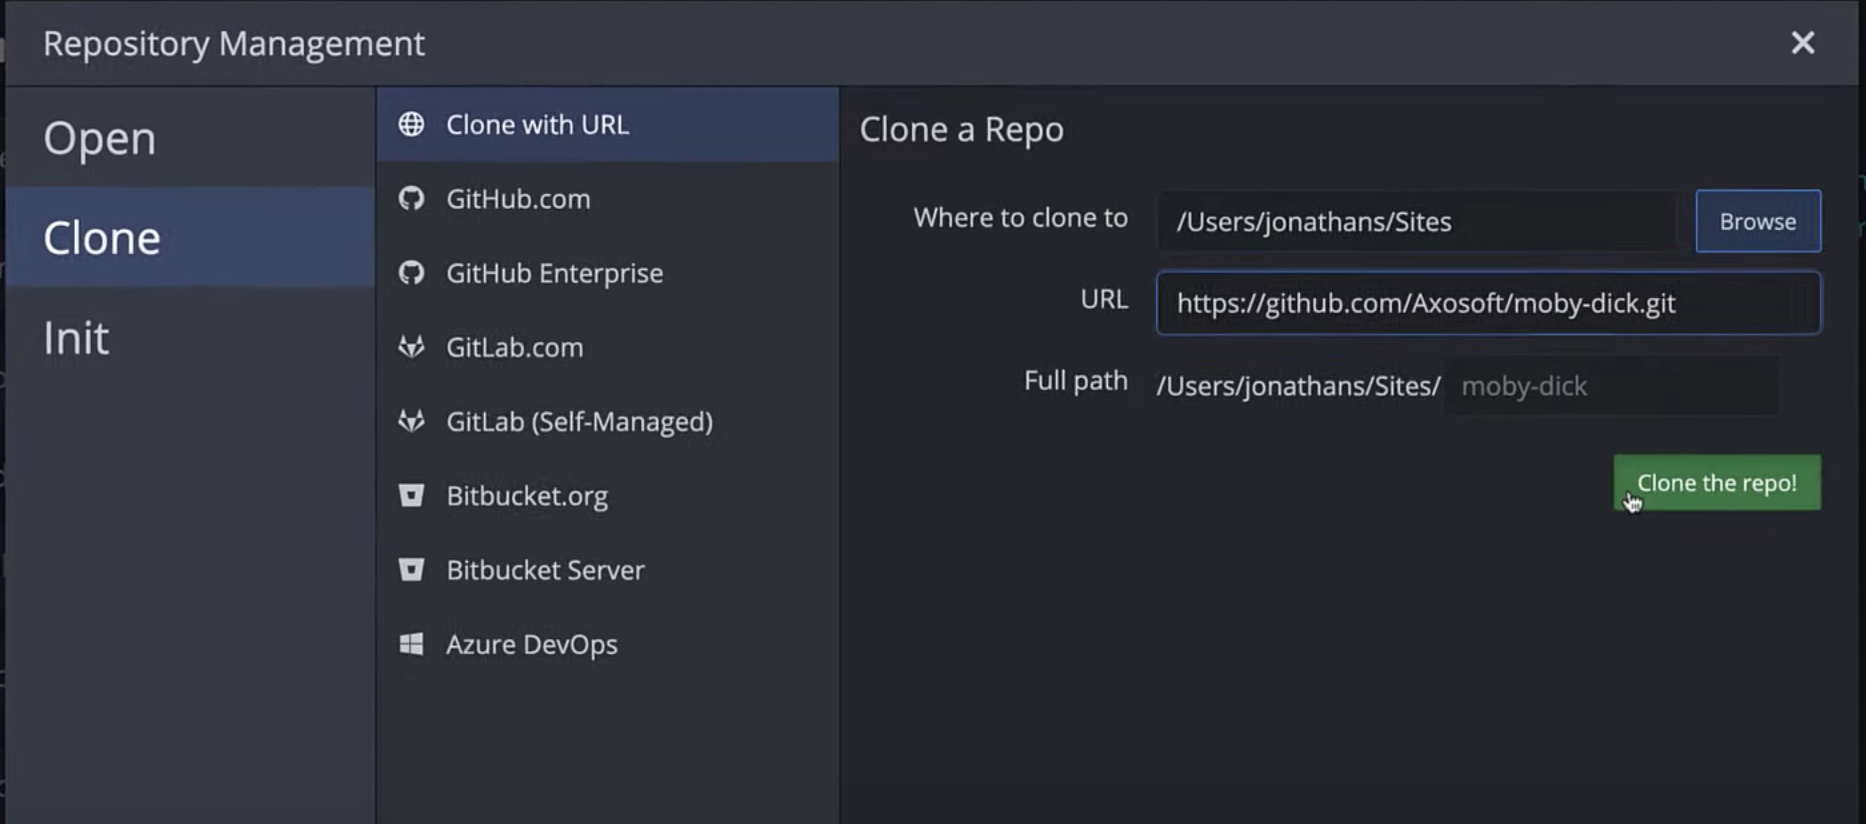 Repository Management
Open
Clone
Init
Clone with URL
GitHub.com
GitHub Enterprise
GitLab.com
GitLab (Self-Managed)
Bitbucket.org
Bitbucket Server
Azure DevOps
Clone a Repo
Where to clone to /Users/jonathans/Sites Browse
URL https://github.com/Axosoft/moby-dick.git
Full path /Users/jonathans/Sites/ moby-dick
Clone the repo!